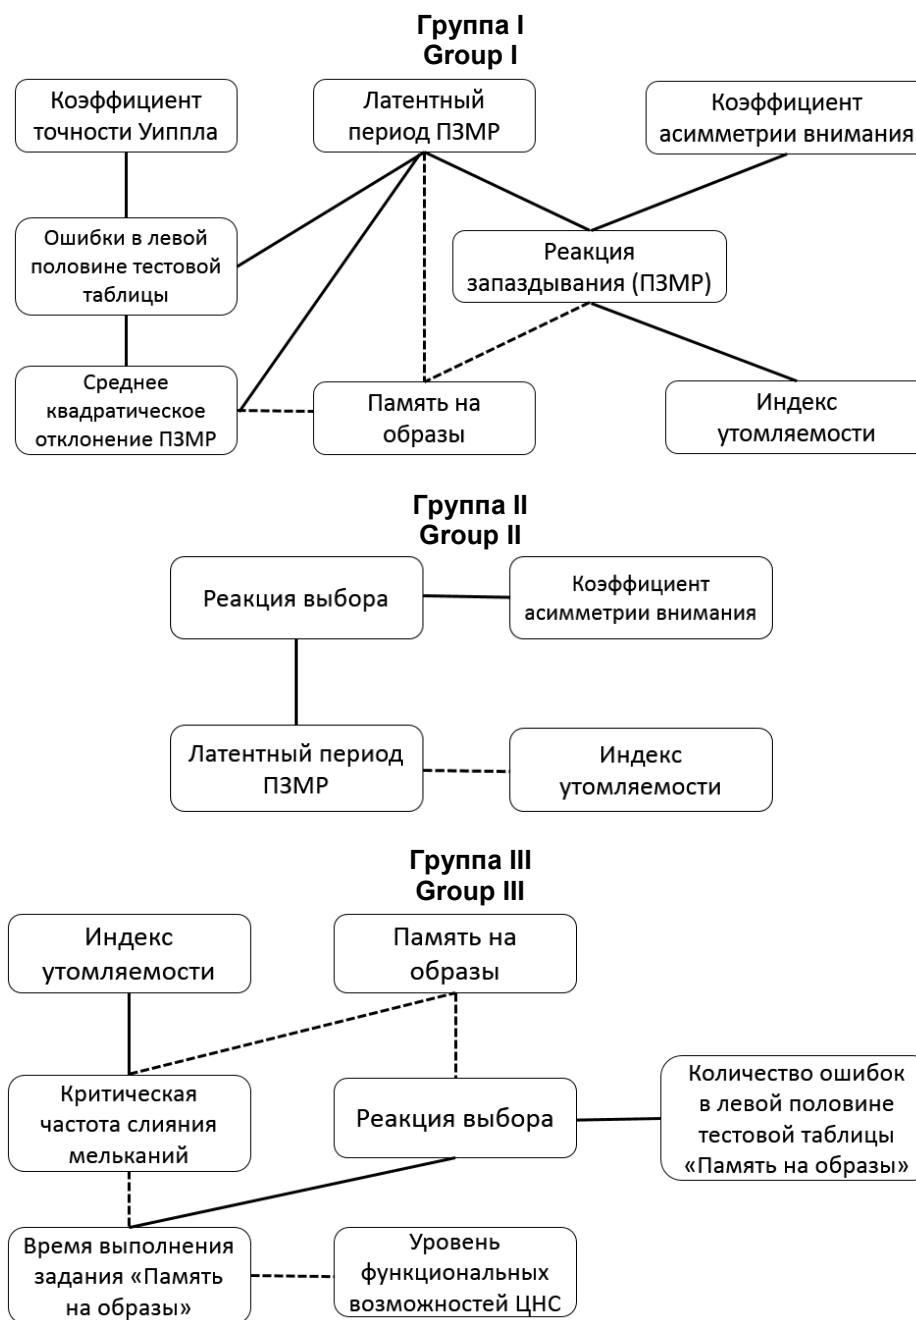 Группа I
Group I
Коэффициент
точности Уиппла
Латентный
период ПЗМР
Коэффициент
асимметрии внимания
Ошибки в левой
половине тестовой
таблицы
Реакция
запаздывания (ПЗМР)
Среднее
квадратическое
отклонение ПЗМР
Память на
образы
Индекс
утомляемости
Группа II
Group II
Реакция выбора
Коэффициент
асимметрии внимания
Латентный период
ПЗМР
Индекс
утомляемости
Группа III
Group III
Индекс
утомляемости
Память на
образы
Критическая
частота слияния
мельканий
Реакция выбора
Количество ошибок
в левой половине
тестовой таблицы
«Память на образы»
Время выполнения
задания «Память
на образы»
Уровень
функциональных
возможностей ЦНС